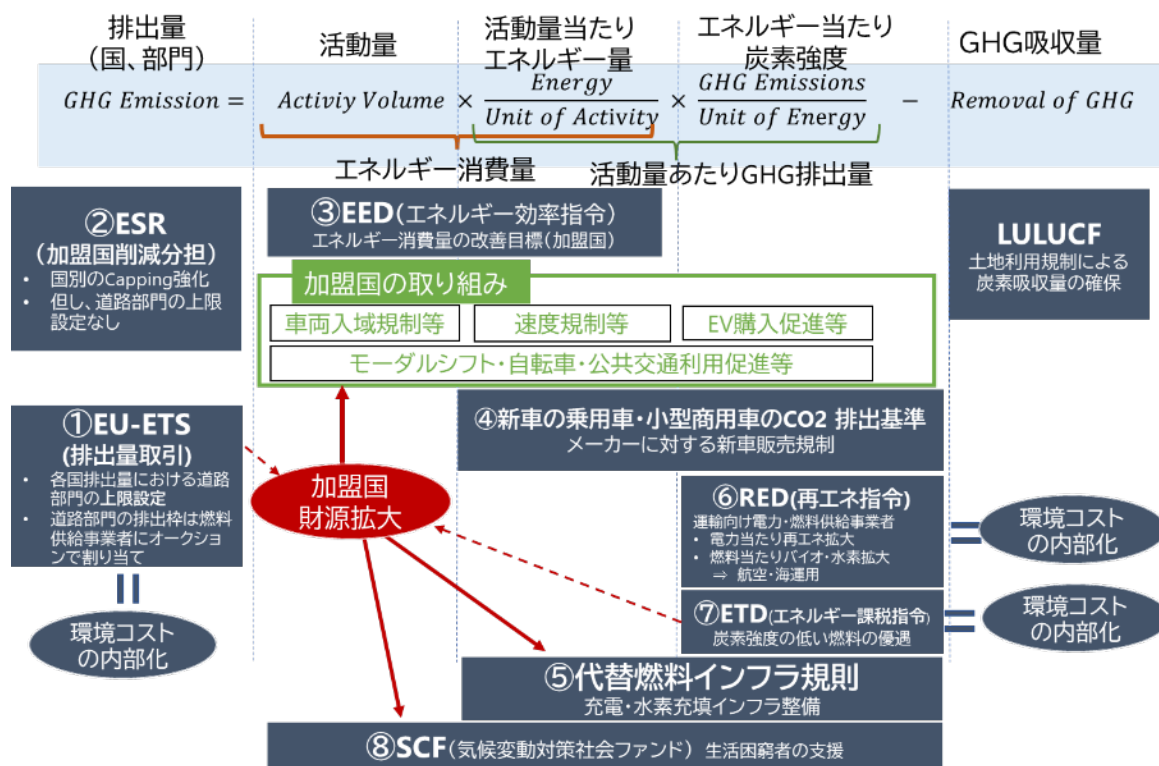 排出量
(国、部門)
活動量
活動量当たり
エネルギー量
エネルギー当たり
炭素強度
GHG吸収量
GHG Emission = Activiy Volume × Energy / Unit of Activity × GHG Emissions / Unit of Energy − Removal of GHG
エネルギー消費量
活動量あたりGHG排出量
②ESR
(加盟国削減分担)
• 国別のCapping強化
• 但し、道路部門の上限
設定なし
③EED(エネルギー効率指令)
エネルギー消費量の改善目標(加盟国)
LULUCF
土地利用規制による
炭素吸収量の確保
加盟国の取り組み
車両入域規制等
速度規制等
EV購入促進等
モーダルシフト・自転車・公共交通利用促進等
①EU-ETS
(排出量取引)
• 各国排出量における道路
部門の上限設定
• 道路部門の排出枠は燃料
供給事業者にオークショ
ンで割り当て
環境コスト
の内部化
加盟国
財源拡大
④新車の乗用車・小型商用車のCO2 排出基準
メーカーに対する新車販売規制
⑥RED(再エネ指令)
運輸向け電力・燃料供給事業者
• 電力当たり再エネ拡大
• 燃料当たりバイオ・水素拡大
⇒ 航空・海運用
環境コスト
の内部化
⑦ETD(エネルギー課税指令)
炭素強度の低い燃料の優遇
環境コスト
の内部化
⑤代替燃料インフラ規則
充電・水素充填インフラ整備
⑧SCF(気候変動対策社会ファンド) 生活困窮者の支援